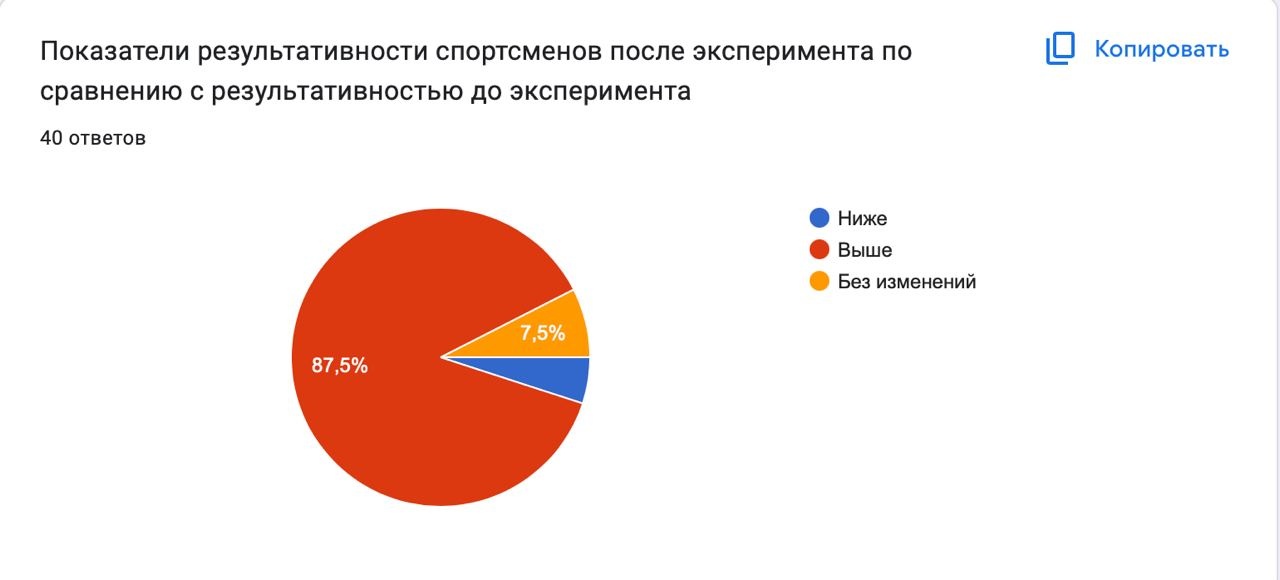 Показатели результативности спортсменов после эксперимента по
сравнению с результативностью до эксперимента
Копировать
40 ответов
Ниже
Выше
Без изменений
7,5%
87,5%